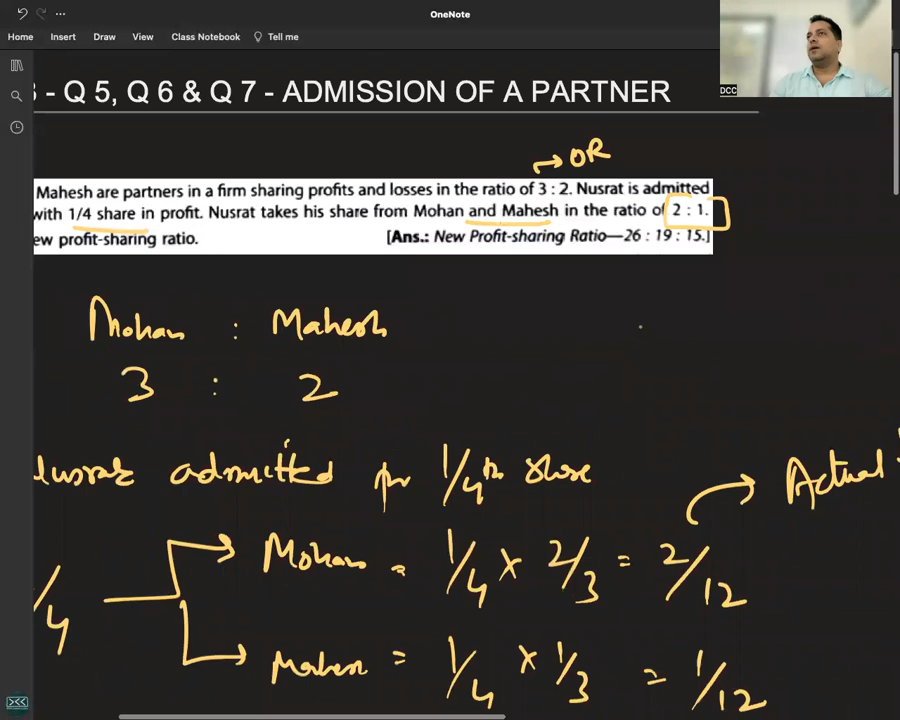 OneNote
Home Insert Draw View Class Notebook Tell me
- Q 5, Q 6 & Q 7 - ADMISSION OF A PARTNER
DCC
→ OR
Mahesh are partners in a firm sharing profits and losses in the ratio of 3 : 2. Nusrat is admitted
with 1/4 share in profit. Nusrat takes his share from Mohan and Mahesh in the ratio of 2 : 1.
ew profit-sharing ratio. [Ans.: New Profit-sharing Ratio—26 : 19 : 15.]
Mohan : Mahesh
3 : 2
usrat admitted for 1/4th share
→ Actual
/4 → Mohan = 1/4 × 2/3 = 2/12
→ Mahesh = 1/4 × 1/3 = 1/12